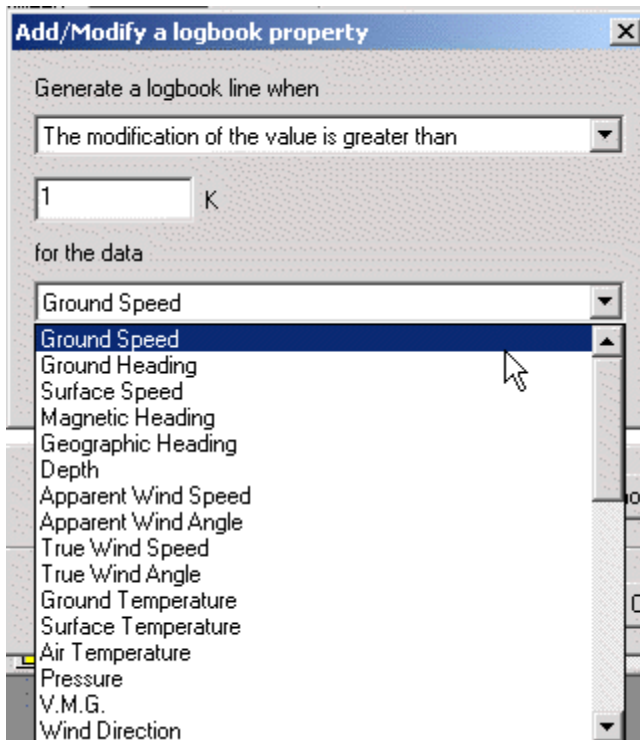 Add/Modify a logbook property
Generate a logbook line when
The modification of the value is greater than
1 K
for the data
Ground Speed
Ground Speed
Ground Heading
Surface Speed
Magnetic Heading
Geographic Heading
Depth
Apparent Wind Speed
Apparent Wind Angle
True Wind Speed
True Wind Angle
Ground Temperature
Surface Temperature
Air Temperature
Pressure
V.M.G.
Wind Direction